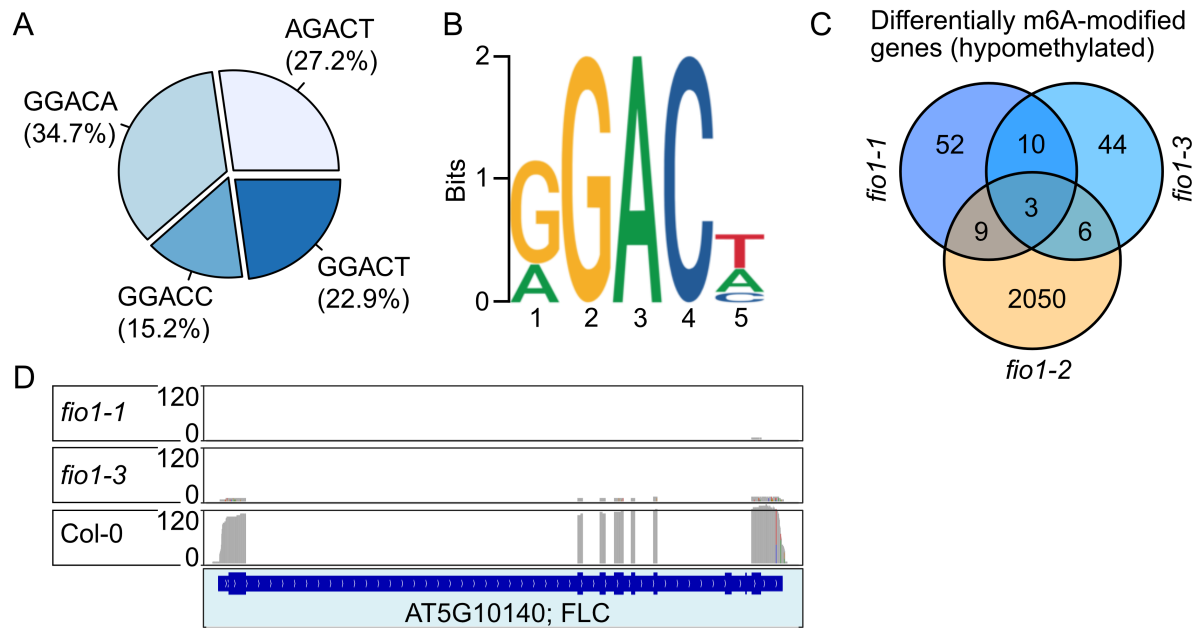 A
AGACT
(27.2%)
GGACA
(34.7%)
GGACC
(15.2%)
GGACT
(22.9%)
B
Bits
2
1
0
G
A
G
A
C
T
A
C
1 2 3 4 5
C
Differentially m6A-modified
genes (hypomethylated)
fio1-1
fio1-3
fio1-2
52
10
44
3
9
6
2050
D
fio1-1
120
0
fio1-3
120
0
Col-0
120
0
AT5G10140; FLC